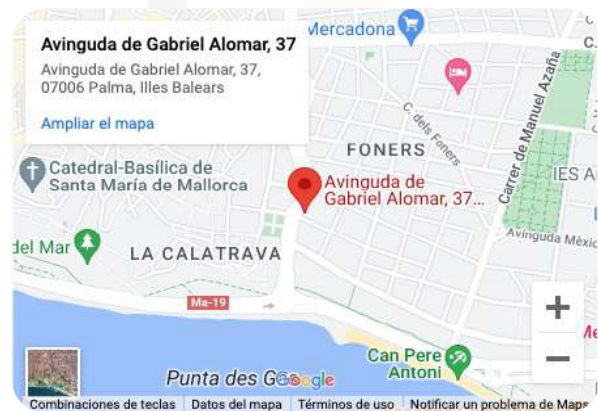 Avinguda de Gabriel Alomar, 37
Avinguda de Gabriel Alomar, 37,
07006 Palma, Illes Balears
Ampliar el mapa
Mercadona
C. dels Foners
Carrer de Manuel Azaña
FONERS
IES A
Catedral-Basílica de
Santa María de Mallorca
Avinguda de
Gabriel Alomar, 37...
Avinguda Mèxic
del Mar
LA CALATRAVA
Ma-19
+
−
Can Pere
Antoni
Punta des G
Google
Combinaciones de teclas
Datos del mapa
Términos de uso
Notificar un problema de Maps